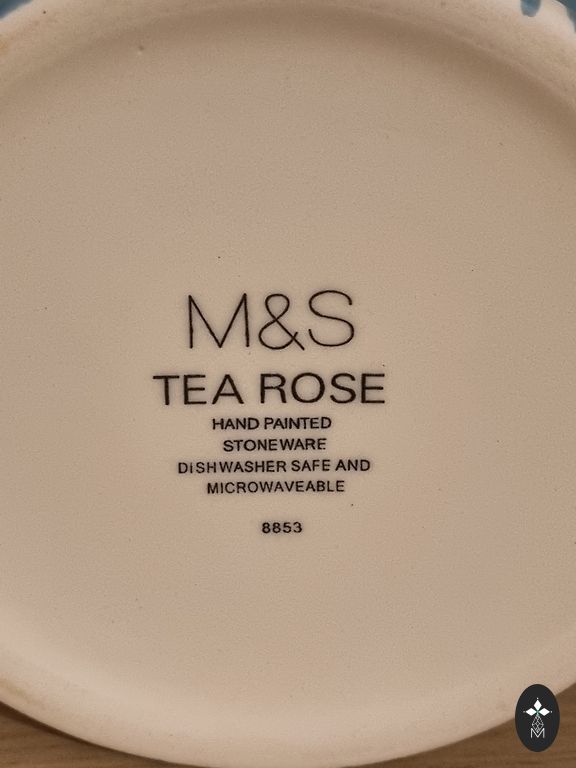 M&S
TEA ROSE
HAND PAINTED
STONEWARE
DISHWASHER SAFE AND
MICROWAVEABLE
8853
M